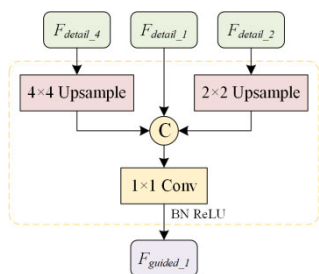 F_detail_4
F_detail_1
F_detail_2
4×4 Upsample
2×2 Upsample
C
1×1 Conv
BN ReLU
F_guided_1